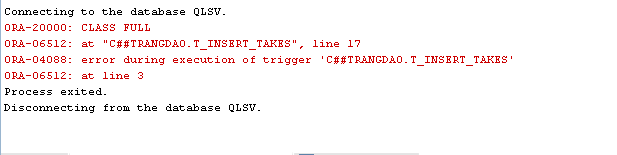 Connecting to the database QLSV.
ORA-20000: CLASS FULL
ORA-06512: at "C##TRANGDAO.T_INSERT_TAKES", line 17
ORA-04088: error during execution of trigger 'C##TRANGDAO.T_INSERT_TAKES'
ORA-06512: at line 3
Process exited.
Disconnecting from the database QLSV.